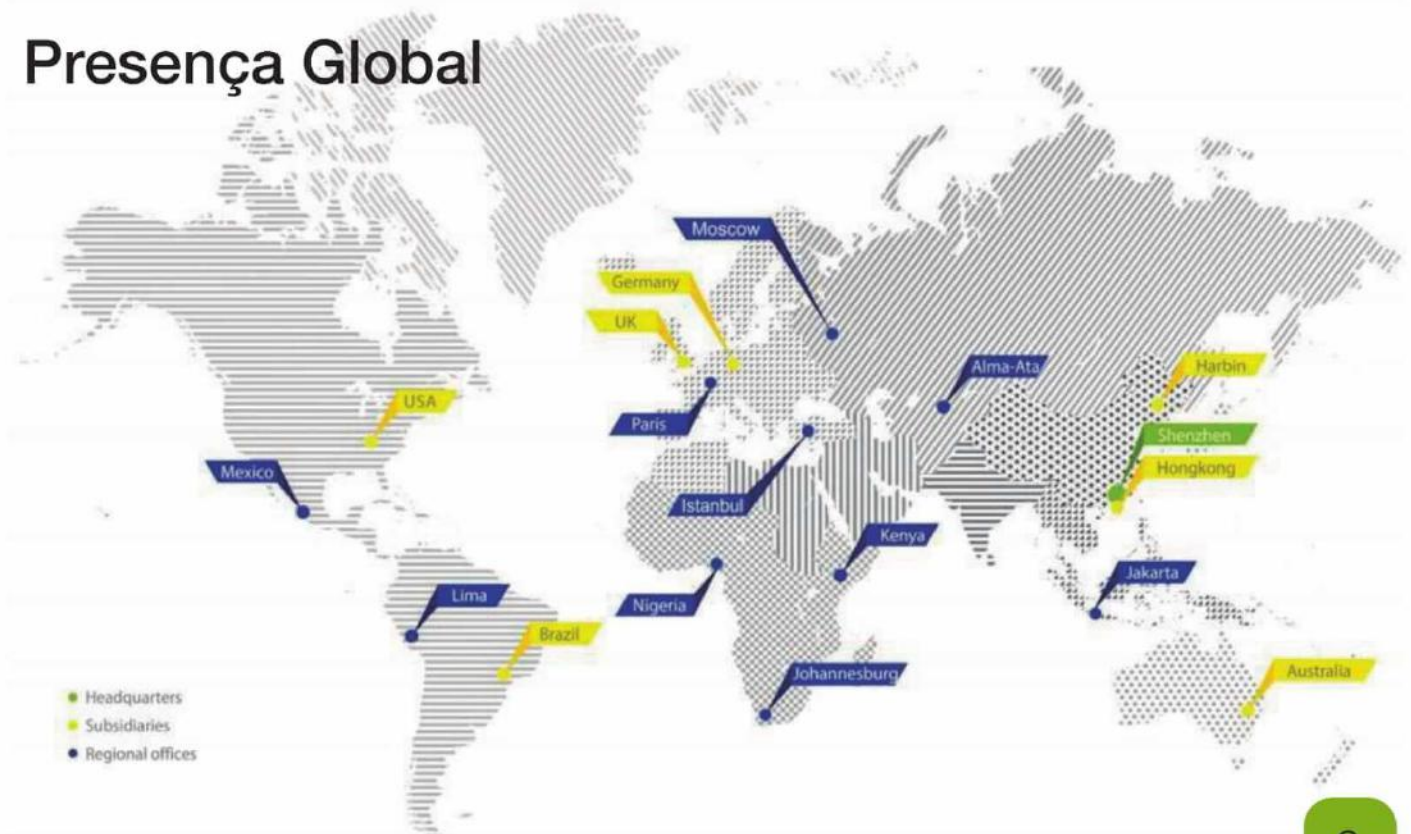 Presença Global
Moscow
Germany
UK
Alma-Ata
Harbin
USA
Paris
Shenzhen
Hongkong
Mexico
Istanbul
Kenya
Jakarta
Lima
Nigeria
Brazil
Johannesburg
Australia
Headquarters
Subsidiaries
Regional offices